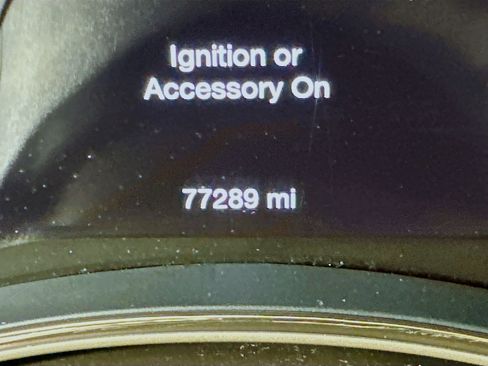 Ignition or
Accessory On
77289 mi